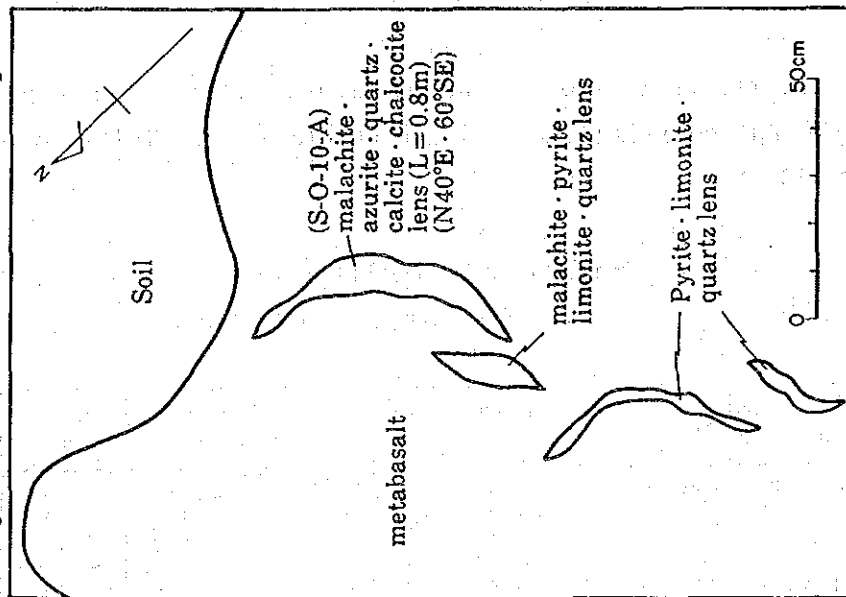 N
Soil
(S-O-10-A)
malachite·
azurite·quartz·
calcite·chalcocite
lens (L=0.8m)
(N40°E·60°SE)
metabasalt
malachite·pyrite·
limonite·quartz lens
Pyrite·limonite·
quartz lens
0
50cm